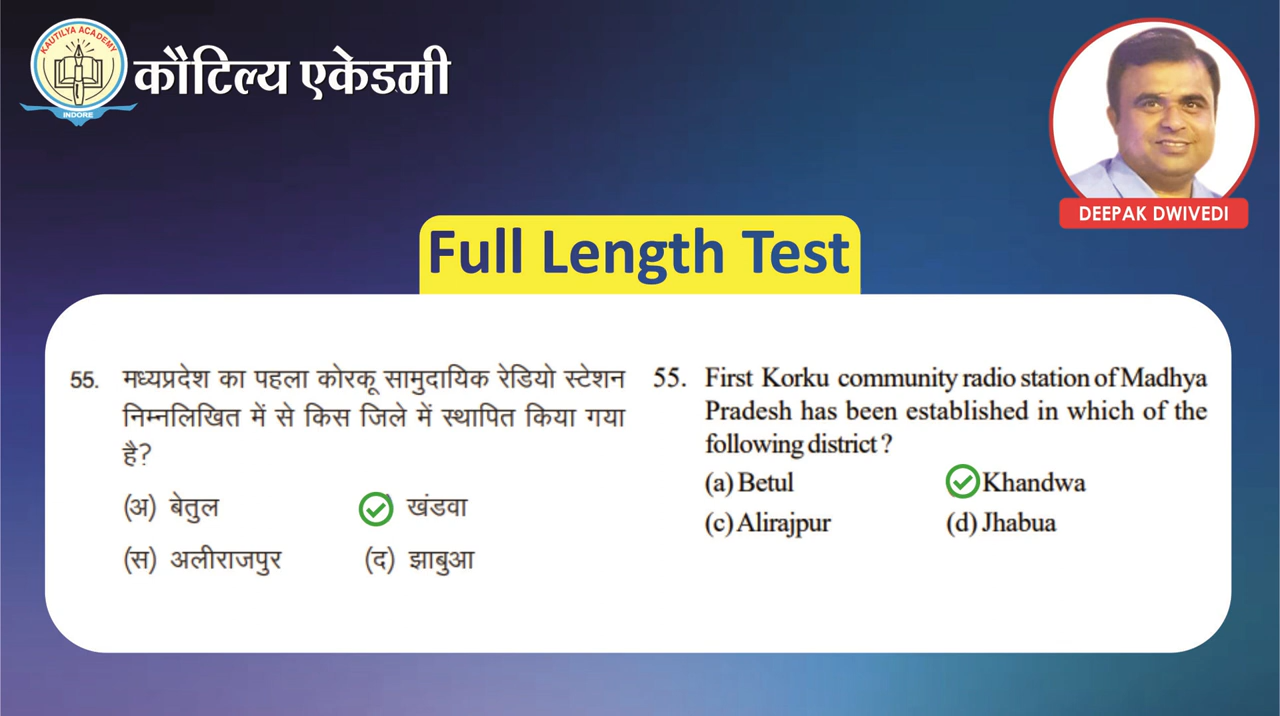 KAUTILYA ACADEMY
INDORE
कौटिल्य एकेडमी
DEEPAK DWIVEDI
Full Length Test
55. मध्यप्रदेश का पहला कोरकू सामुदायिक रेडियो स्टेशन
निम्नलिखित में से किस जिले में स्थापित किया गया
है?
(अ) बेतुल खंडवा
(स) अलीराजपुर (द) झाबुआ
55. First Korku community radio station of Madhya
Pradesh has been established in which of the
following district ?
(a) Betul Khandwa
(c) Alirajpur (d) Jhabua